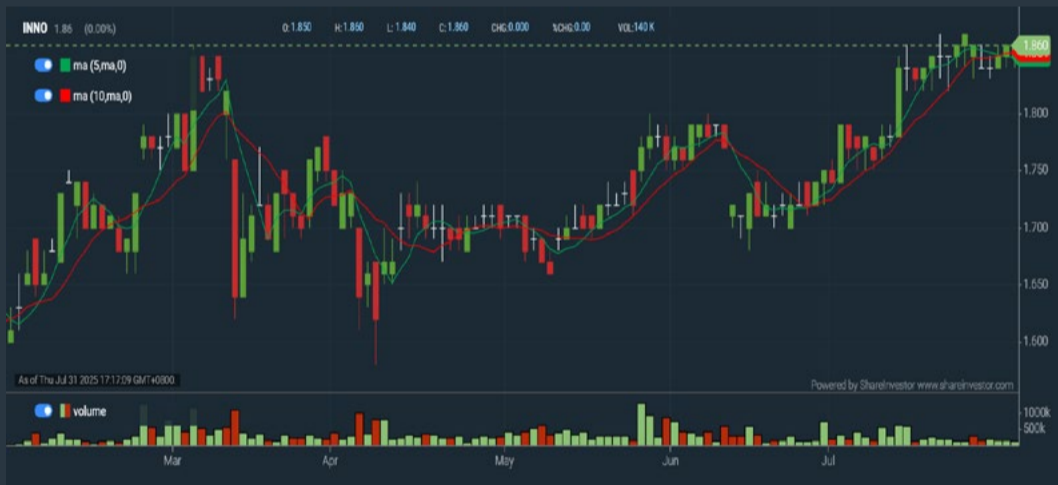 INNO 1.86 (0.00%) O:1.850 H:1.860 L:1.840 C:1.860 CHG:0.000 %CHG:0.00 VOL:140 K
ma (5,ma,0)
ma (10,ma,0)
1.860
1.800
1.750
1.700
1.650
1.600
As of Thu Jul 31 2025 17:17:09 GMT+0800
Powered by ShareInvestor www.shareinvestor.com
volume
1000k
500k
Mar Apr May Jun Jul